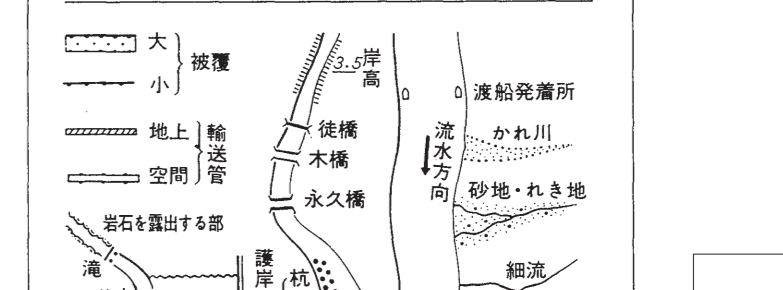 大
小
被覆
地上
空間
輸送管
岩石を露出する部
滝
護岸
杭
3.5
岸高
徒橋
木橋
永久橋
渡船発着所
流水方向
かれ川
砂地・れき地
細流